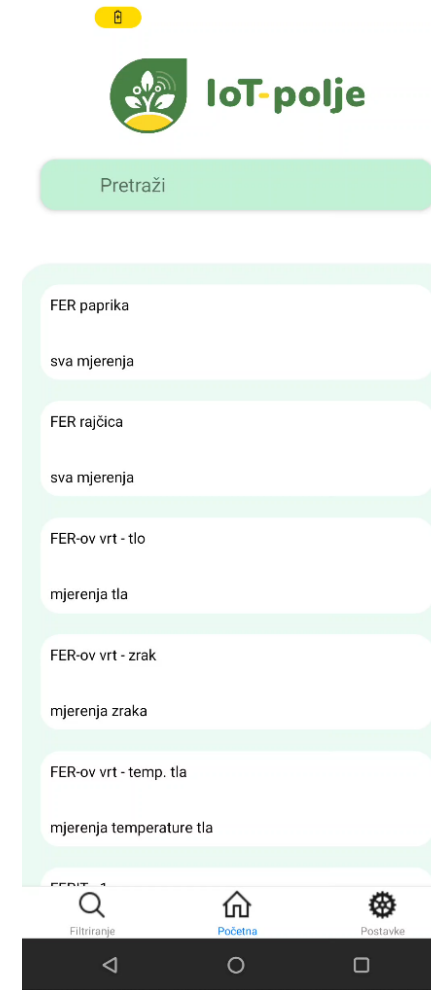 IoT-polje
Pretraži
FER paprika
sva mjerenja
FER rajčica
sva mjerenja
FER-ov vrt - tlo
mjerenja tla
FER-ov vrt - zrak
mjerenja zraka
FER-ov vrt - temp. tla
mjerenja temperature tla
Filtriranje
Početna
Postavke